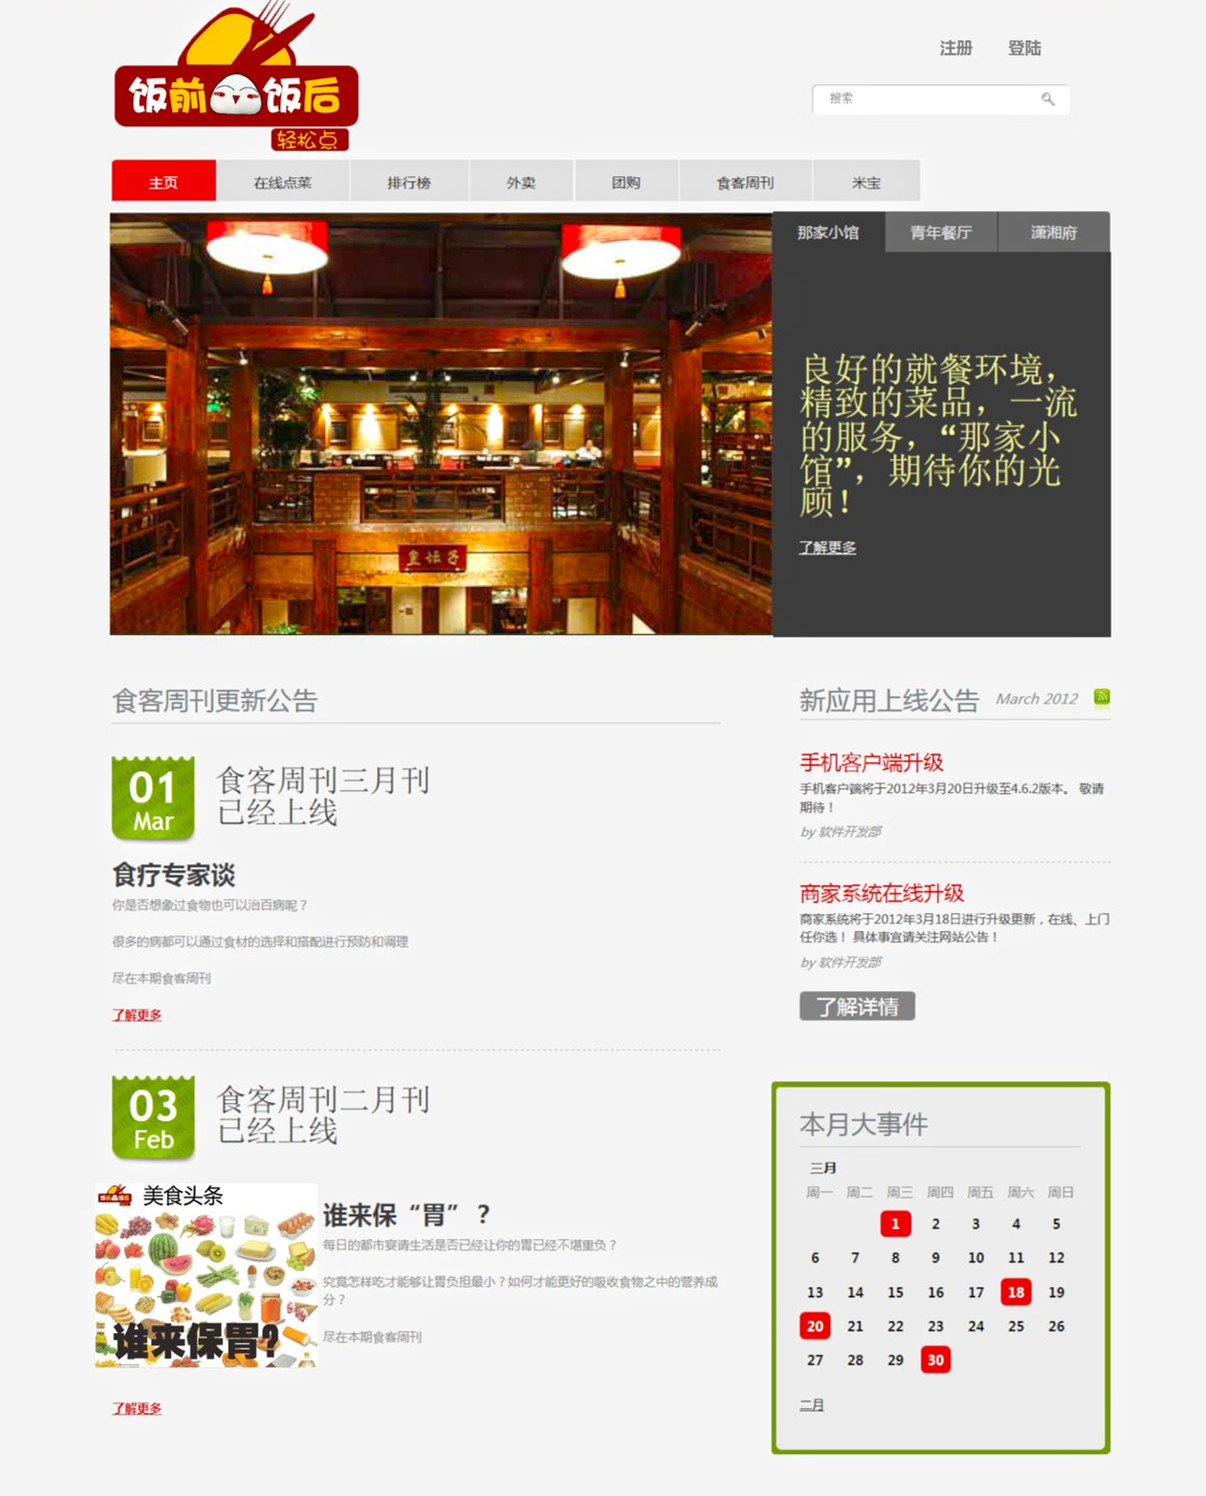 饭前饭后
轻松点
注册 登陆
搜索
主页 在线点菜 排行榜 外卖 团购 食客周刊 米宝
那家小馆 青年餐厅 潇湘府
良好的就餐环境，
精致的菜品，一流
的服务，“那家小
馆”，期待你的光
顾！
了解更多
皇坛子
食客周刊更新公告
01
Mar
食客周刊三月刊
已经上线
食疗专家谈
你是否想象过食物也可以治百病呢？
很多的病都可以通过食材的选择和搭配进行预防和调理
尽在本期食客周刊
了解更多
03
Feb
食客周刊二月刊
已经上线
美食头条
谁来保胃?
谁来保“胃”？
每日的都市宴请生活是否已经让你的胃已经不堪重负？
究竟怎样吃才能够让胃负担最小？如何才能更好的吸收食物之中的营养成
分？
尽在本期食客周刊
了解更多
新应用上线公告 March 2012
手机客户端升级
手机客户端将于2012年3月20日升级至4.6.2版本。 敬请
期待！
by 软件开发部
商家系统在线升级
商家系统将于2012年3月18日进行升级更新，在线、上门
任你选！ 具体事宜请关注网站公告！
by 软件开发部
了解详情
本月大事件
三月
周一 周二 周三 周四 周五 周六 周日
1 2 3 4 5
6 7 8 9 10 11 12
13 14 15 16 17 18 19
20 21 22 23 24 25 26
27 28 29 30
二月